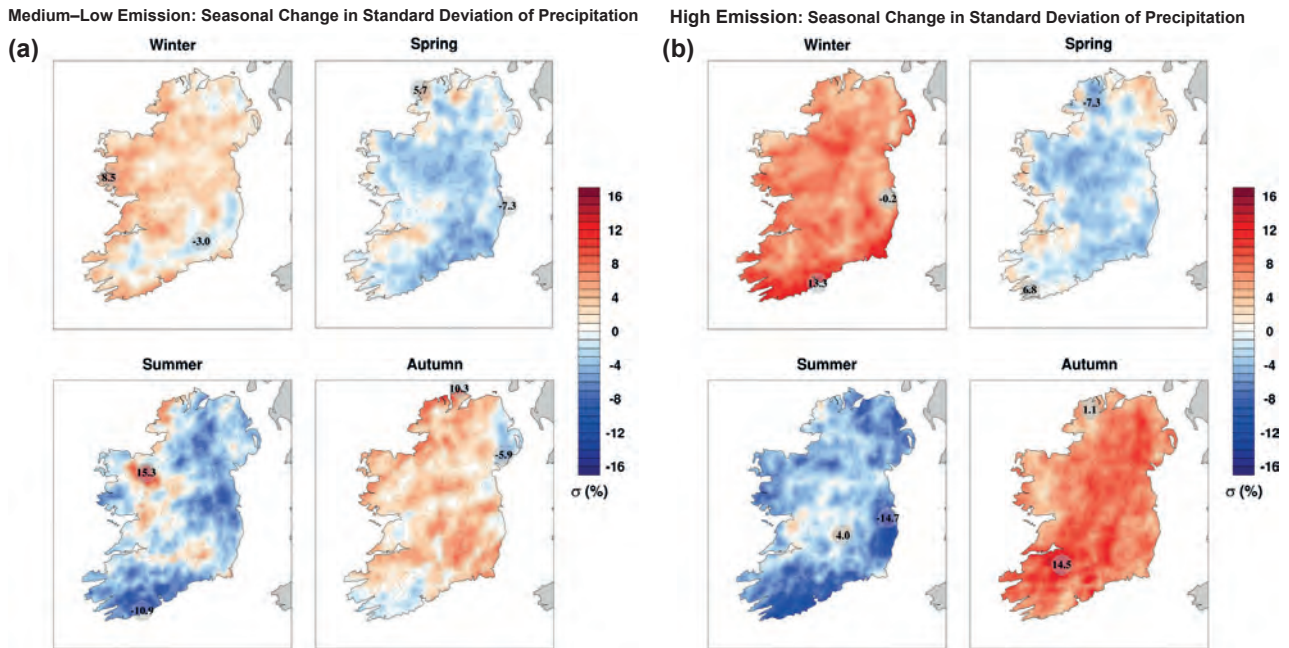 Medium–Low Emission: Seasonal Change in Standard Deviation of Precipitation
(a)
Winter
8.5
-3.0
Spring
5.7
-7.3
Summer
15.3
-10.9
Autumn
10.3
-5.9
16
12
8
4
0
-4
-8
-12
-16
σ (%)
High Emission: Seasonal Change in Standard Deviation of Precipitation
(b)
Winter
-0.2
13.3
Spring
-7.3
6.8
Summer
-14.7
4.0
Autumn
1.1
14.5
16
12
8
4
0
-4
-8
-12
-16
σ (%)